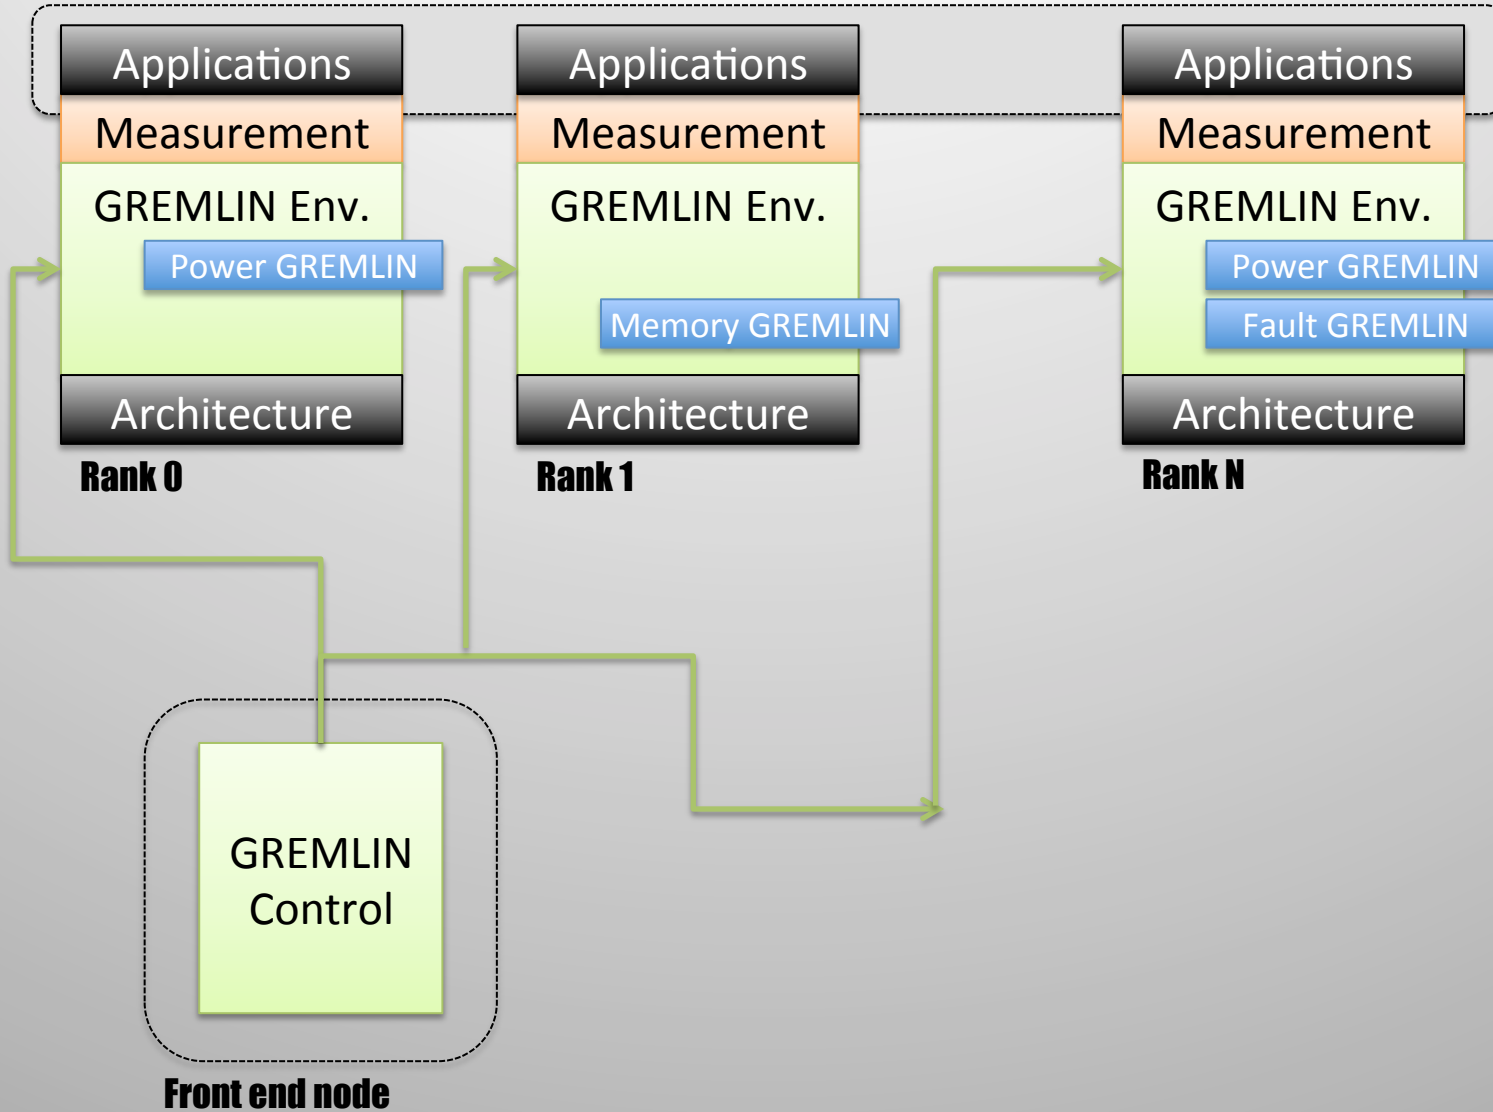 Applications
Measurement
GREMLIN Env.
Power GREMLIN
Architecture
Rank 0
Applications
Measurement
GREMLIN Env.
Memory GREMLIN
Architecture
Rank 1
Applications
Measurement
GREMLIN Env.
Power GREMLIN
Fault GREMLIN
Architecture
Rank N
GREMLIN
Control
Front end node